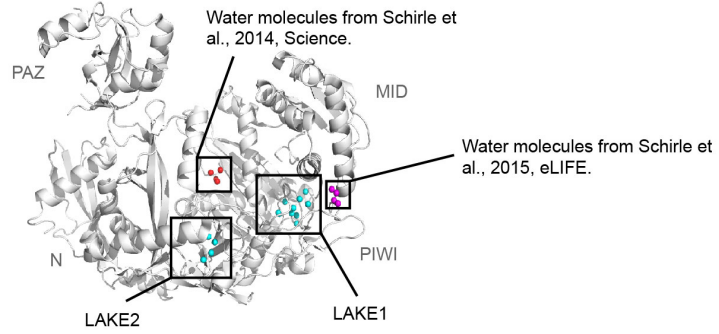 Water molecules from Schirle et
al., 2014, Science.
PAZ
MID
Water molecules from Schirle et
al., 2015, eLIFE.
N
PIWI
LAKE2
LAKE1